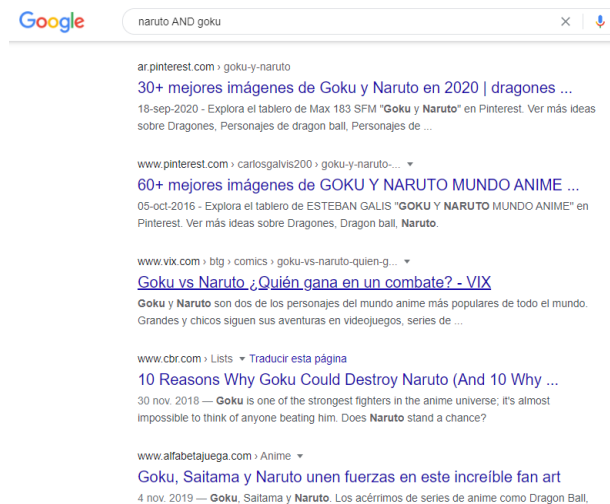 Google
naruto AND goku
ar.pinterest.com › goku-y-naruto
30+ mejores imágenes de Goku y Naruto en 2020 | dragones ...
18-sep-2020 - Explora el tablero de Max 183 SFM "Goku y Naruto" en Pinterest. Ver más ideas
sobre Dragones, Personajes de dragon ball, Personajes de ...
www.pinterest.com › carlosgalvis200 › goku-y-naruto-...
60+ mejores imágenes de GOKU Y NARUTO MUNDO ANIME ...
05-oct-2016 - Explora el tablero de ESTEBAN GALIS "GOKU Y NARUTO MUNDO ANIME" en
Pinterest. Ver más ideas sobre Dragones, Dragon ball, Naruto.
www.vix.com › btg › comics › goku-vs-naruto-quien-g...
Goku vs Naruto ¿Quién gana en un combate? - VIX
Goku y Naruto son dos de los personajes del mundo anime más populares de todo el mundo.
Grandes y chicos siguen sus aventuras en videojuegos, series de ...
www.cbr.com › Lists Traducir esta página
10 Reasons Why Goku Could Destroy Naruto (And 10 Why ...
30 nov. 2018 — Goku is one of the strongest fighters in the anime universe; it's almost
impossible to think of anyone beating him. Does Naruto stand a chance?
www.alfabetajuega.com › Anime
Goku, Saitama y Naruto unen fuerzas en este increíble fan art
4 nov. 2019 — Goku, Saitama y Naruto. Los acérrimos de series de anime como Dragon Ball,